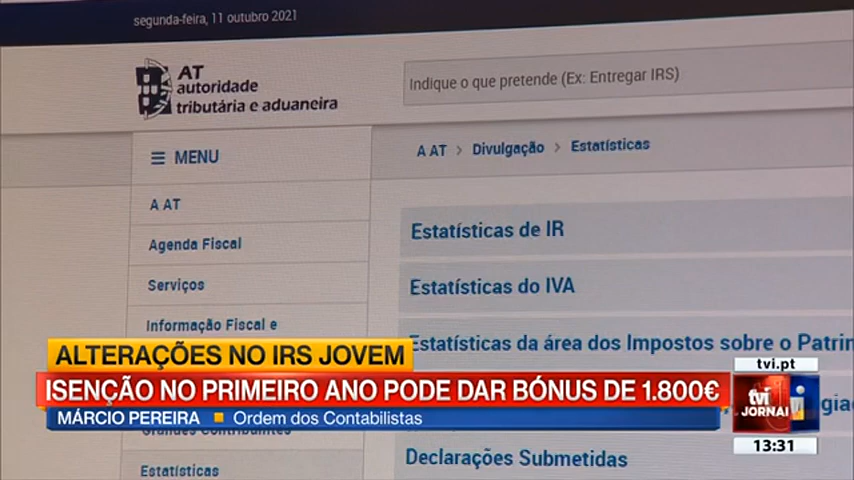 segunda-feira, 11 outubro 2021
AT
autoridade
tributária e aduaneira
Indique o que pretende (Ex: Entregar IRS)
MENU
A AT > Divulgação > Estatísticas
A AT
Agenda Fiscal
Serviços
Informação Fiscal e
Estatísticas de IR
Estatísticas do IVA
Estatísticas da área dos Impostos sobre o Patrim
ALTERAÇÕES NO IRS JOVEM
ISENÇÃO NO PRIMEIRO ANO PODE DAR BÓNUS DE 1.800€
MÁRCIO PEREIRA Ordem dos Contabilistas
Grandes Contribuintes
Estatísticas
Declarações Submetidas
tvi.pt
tvi
JORNAL
13:31